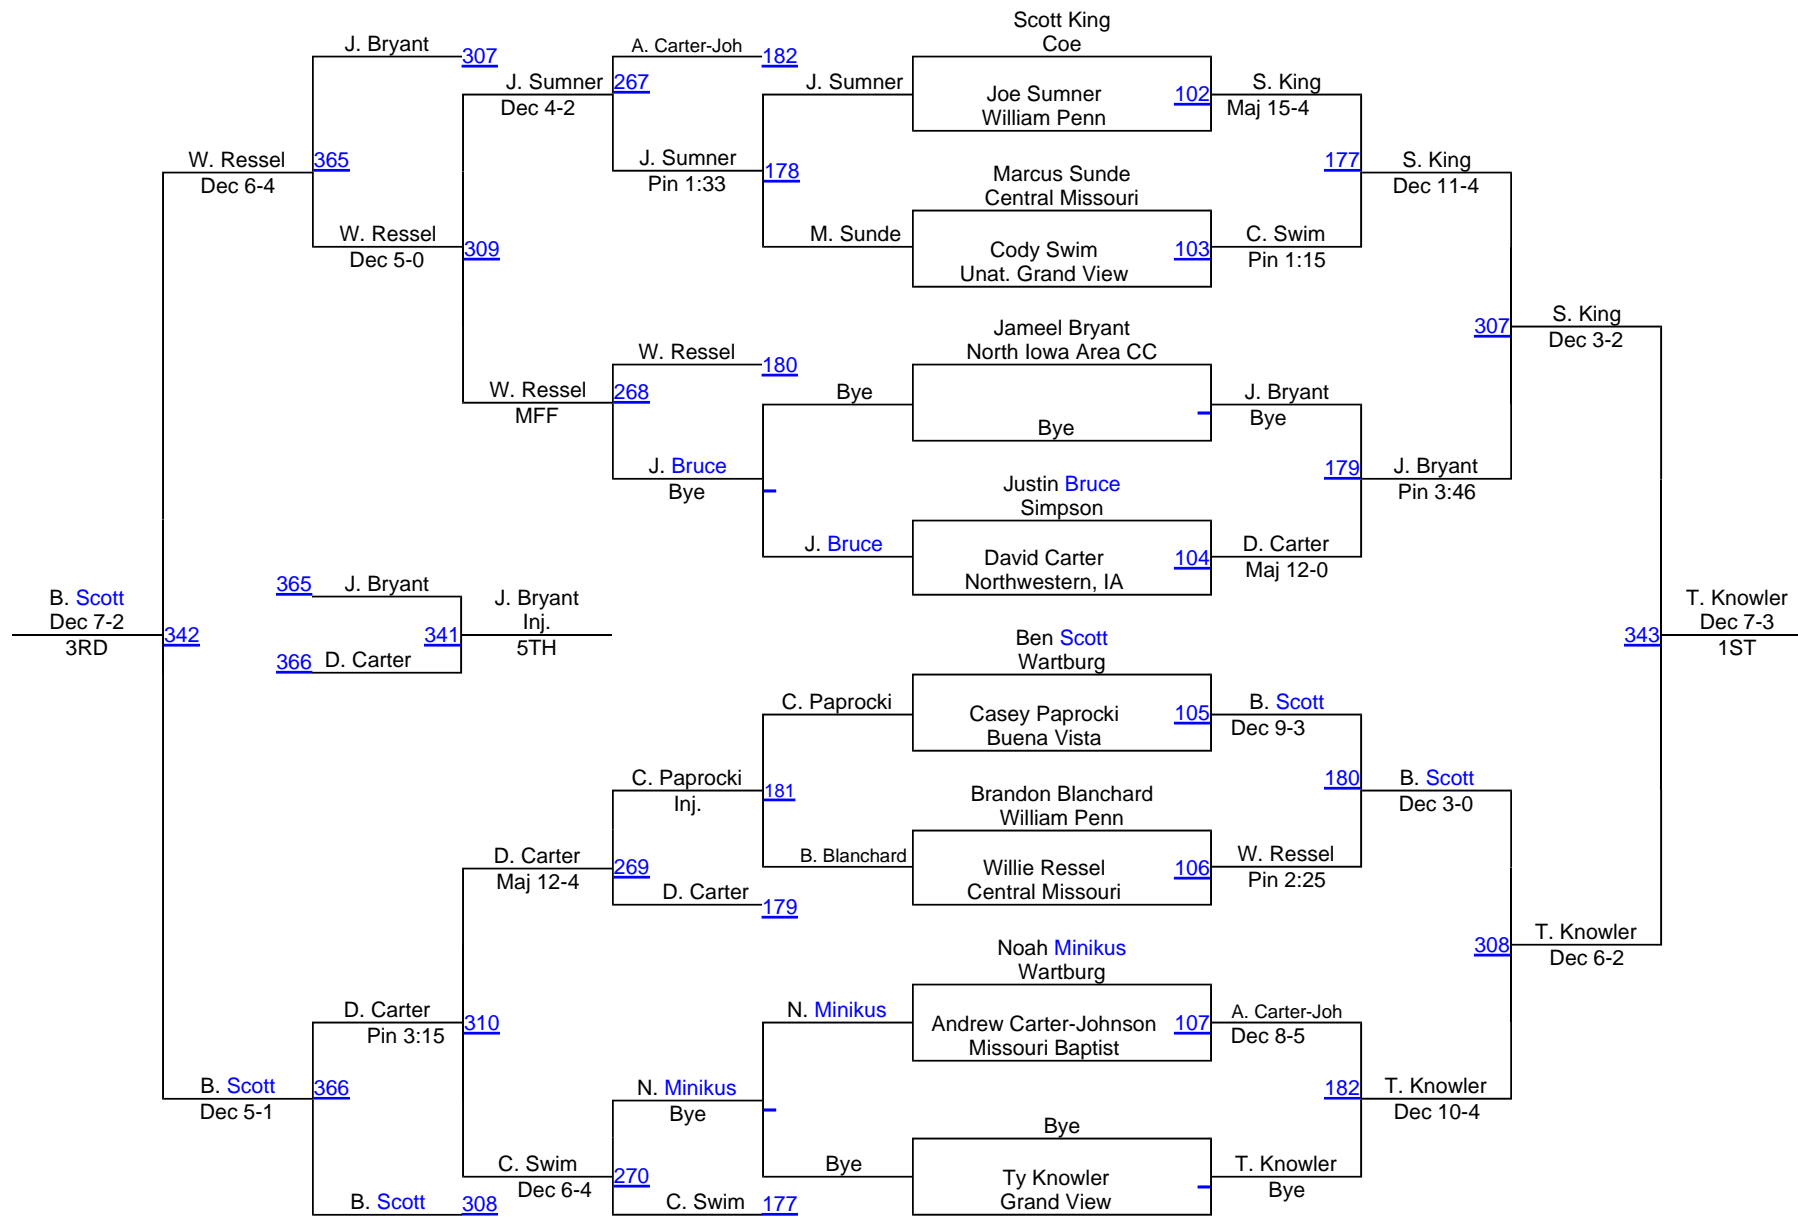 Scott King
Coe
J. Bryant
307
A. Carter-Joh
182
J. Sumner
267
Dec 4-2
J. Sumner
Joe Sumner
102
William Penn
S. King
Maj 15-4
W. Ressel
365
Dec 6-4
J. Sumner
178
Pin 1:33
Marcus Sunde
Central Missouri
177
S. King
Dec 11-4
W. Ressel
309
Dec 5-0
M. Sunde
Cody Swim
103
Unat. Grand View
C. Swim
Pin 1:15
Jameel Bryant
North Iowa Area CC
307
S. King
Dec 3-2
W. Ressel
180
W. Ressel
268
MFF
Bye
Bye
J. Bryant
Bye
J. Bruce
Bye
Justin Bruce
Simpson
179
J. Bryant
Pin 3:46
J. Bruce
David Carter
104
Northwestern, IA
D. Carter
Maj 12-0
B. Scott
Dec 7-2
342
3RD
365
J. Bryant
341
366
D. Carter
J. Bryant
Inj.
5TH
Ben Scott
Wartburg
343
T. Knowler
Dec 7-3
1ST
C. Paprocki
Casey Paprocki
105
Buena Vista
B. Scott
Dec 9-3
C. Paprocki
181
Inj.
Brandon Blanchard
William Penn
180
B. Scott
Dec 3-0
D. Carter
269
Maj 12-4
B. Blanchard
Willie Ressel
106
Central Missouri
W. Ressel
Pin 2:25
D. Carter
179
Noah Minikus
Wartburg
308
T. Knowler
Dec 6-2
D. Carter
310
Pin 3:15
N. Minikus
Andrew Carter-Johnson
107
Missouri Baptist
A. Carter-Joh
Dec 8-5
B. Scott
366
Dec 5-1
N. Minikus
Bye
Bye
182
T. Knowler
Dec 10-4
C. Swim
270
Dec 6-4
Bye
Ty Knowler
Grand View
T. Knowler
Bye
B. Scott
308
C. Swim
177